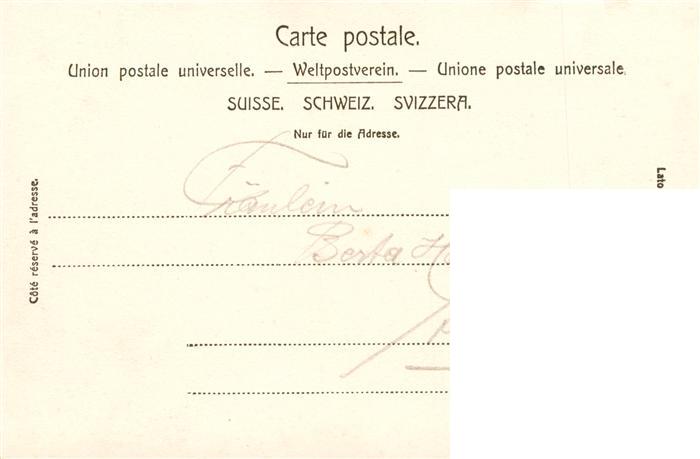 Carte postale.
Union postale universelle. — Weltpostverein. — Unione postale universale.
SUISSE. SCHWEIZ. SVIZZERA.
Nur für die Adresse.
Côté réservé à l'adresse.
Lato
Fräulein
Berta